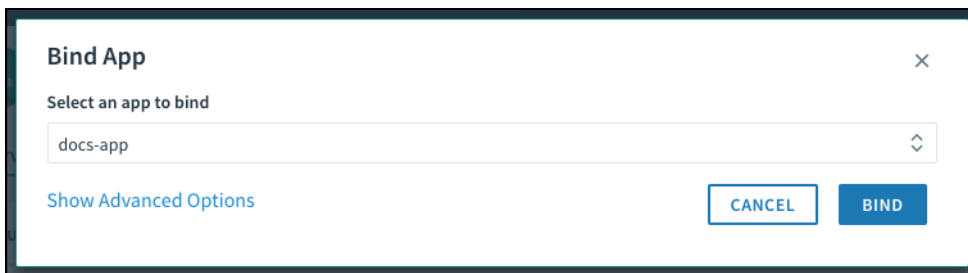 Bind App
Select an app to bind
docs-app
Show Advanced Options
CANCEL
BIND